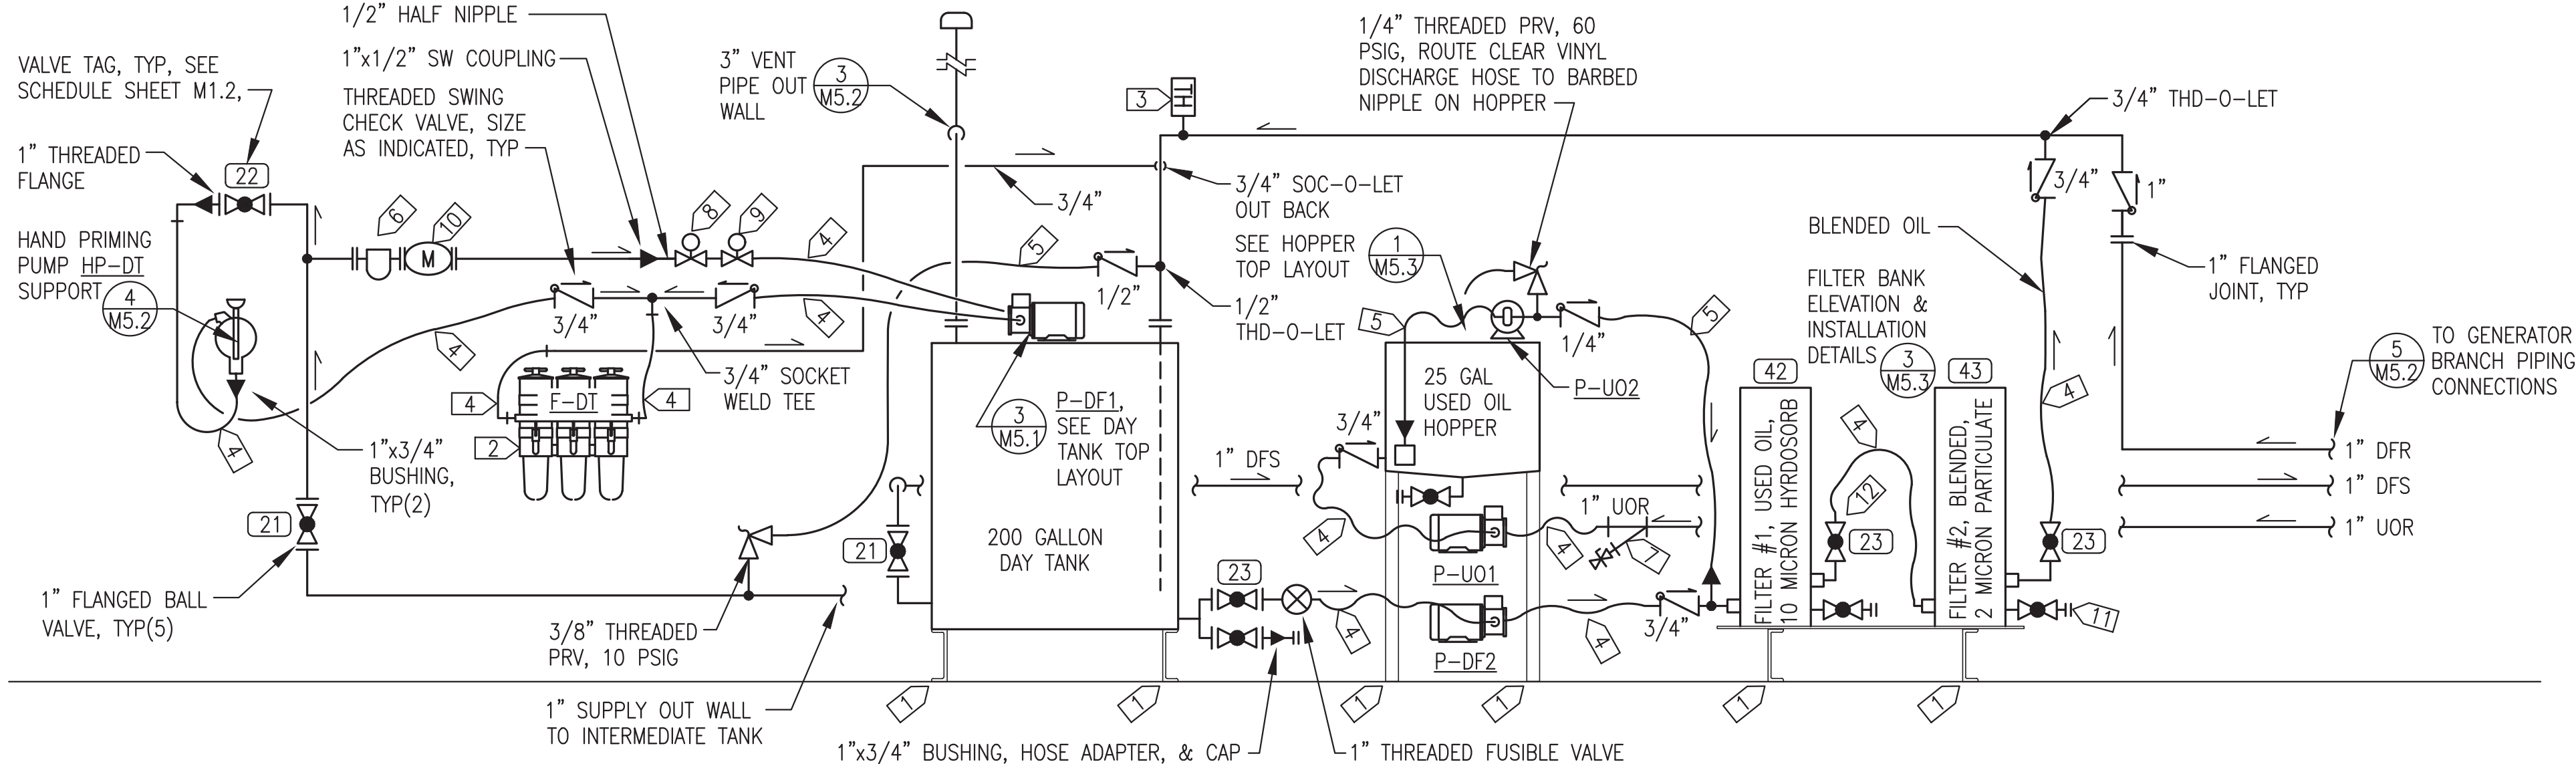 1/2” HALF NIPPLE
1”x1/2” SW COUPLING
VALVE TAG, TYP, SEE
SCHEDULE SHEET M1.2,
THREADED SWING
CHECK VALVE, SIZE
AS INDICATED, TYP
1” THREADED
FLANGE
22
HAND PRIMING
PUMP HP-DT
SUPPORT
4
M5.2
6
10
M
8
9
4
5
3” VENT
PIPE OUT
WALL
3
M5.2
3
TH
3/4”
3/4” SOC-O-LET
OUT BACK
1/2”
1/2”
THD-O-LET
3/4”
3/4”
4
4
4
4
4
2
F-DT
3/4” SOCKET
WELD TEE
1”x3/4”
BUSHING,
TYP(2)
4
21
1” FLANGED BALL
VALVE, TYP(5)
3/8” THREADED
PRV, 10 PSIG
1” SUPPLY OUT WALL
TO INTERMEDIATE TANK
21
3
M5.1
P-DF1,
SEE DAY
TANK TOP
LAYOUT
200 GALLON
DAY TANK
1” DFS
1/4” THREADED PRV, 60
PSIG, ROUTE CLEAR VINYL
DISCHARGE HOSE TO BARBED
NIPPLE ON HOPPER
SEE HOPPER
TOP LAYOUT
1
M5.3
5
1/4”
5
P-UO2
25 GAL
USED OIL
HOPPER
3/4”
4
4
1” UOR
7
P-UO1
23
4
P-DF2
4
3/4”
1”x3/4” BUSHING, HOSE ADAPTER, & CAP
1” THREADED FUSIBLE VALVE
1
1
1
1
1
1
3/4” THD-O-LET
3/4”
1”
BLENDED OIL
FILTER BANK
ELEVATION &
INSTALLATION
DETAILS
3
M5.3
1” FLANGED
JOINT, TYP
42
43
FILTER #1, USED OIL,
10 MICRON HYRDOSORB
FILTER #2, BLENDED,
2 MICRON PARTICULATE
4
12
23
4
23
11
5
M5.2
TO GENERATOR
BRANCH PIPING
CONNECTIONS
1” DFR
1” DFS
1” UOR